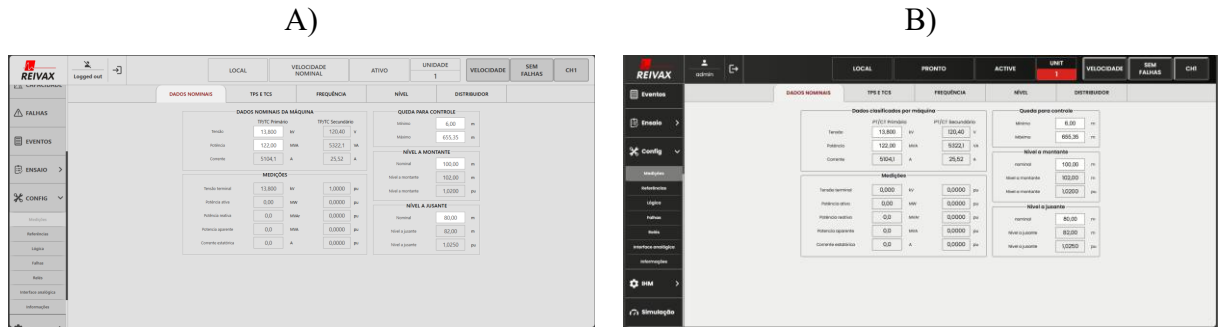 A)
B)
REIVAX
Logged out
LOCAL
VELOCIDADE NOMINAL
ATIVO
UNIDADE
1
VELOCIDADE
SEM FALHAS
CH1
FALHAS
EVENTOS
ENSAIO
CONFIG
Medições
Referências
Lógica
Falhas
Relés
Interface analógica
Informações
DADOS NOMINAIS
TPS E TCS
FREQUÊNCIA
NÍVEL
DISTRIBUIDOR
DADOS NOMINAIS DA MÁQUINA
TP/TC Primário
TP/TC Secundário
Tensão 13,800 kV 120,40 V
Potência 122,00 MVA 5322,1 VA
Corrente 5104,1 A 25,52 A
MEDIÇÕES
Tensão terminal 13,800 kV 1,0000 pu
Potência ativa 0,00 MW 0,0000 pu
Potência reativa 0,0 MVAr 0,0000 pu
Potencia aparente 0,0 MVA 0,0000 pu
Corrente estatórica 0,0 A 0,0000 pu
QUEDA PARA CONTROLE
Mínimo 6,00 m
Máximo 655,35 m
NÍVEL A MONTANTE
Nominal 100,00 m
Nível a montante 102,00 m
Nível a montante 1,0200 pu
NÍVEL A JUSANTE
Nominal 80,00 m
Nível a jusante 82,00 m
Nível a jusante 1,0250 pu
REIVAX
admin
LOCAL
PRONTO
ACTIVE
UNIT
1
VELOCIDADE
SEM FALHAS
CH1
Eventos
Ensaio
Config
Medições
Referências
Lógica
Falhas
Relés
Interface analógica
Informações
IHM
Simulação
DADOS NOMINAIS
TPS E TCS
FREQUÊNCIA
NÍVEL
DISTRIBUIDOR
Dados clasificados por máquina
PT/CT Primário
PT/CT Secundário
Tensão 13,800 kV 120,40 V
Potência 122,00 MVA 5322,1 VA
Corrente 5104,1 A 25,52 A
Medições
Tensão terminal 0,000 kV 0,0000 pu
Potência ativa 0,00 MW 0,0000 pu
Potência reativa 0,0 MVAr 0,0000 pu
Potencia aparente 0,0 MVA 0,0000 pu
Corrente estatórica 0,0 A 0,0000 pu
Queda para controle
Mínimo 6,00 m
Máximo 655,35 m
Nível a montante
nominal 100,00 m
Nível a montante 102,00 m
Nível a montante 1,0200 pu
Nível a jusante
nominal 80,00 m
Nível a jusante 82,00 m
Nível a jusante 1,0250 pu